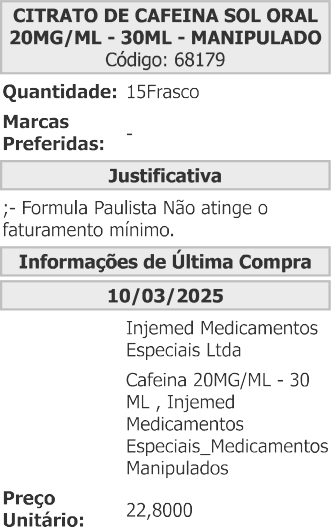 CITRATO DE CAFEINA SOL ORAL
20MG/ML - 30ML - MANIPULADO
Código: 68179
Quantidade: 15Frasco
Marcas
Preferidas: -
Justificativa
;- Formula Paulista Não atinge o
faturamento mínimo.
Informações de Última Compra
10/03/2025
Injemed Medicamentos
Especiais Ltda
Cafeina 20MG/ML - 30
ML , Injemed
Medicamentos
Especiais_Medicamentos
Manipulados
Preço
Unitário: 22,8000